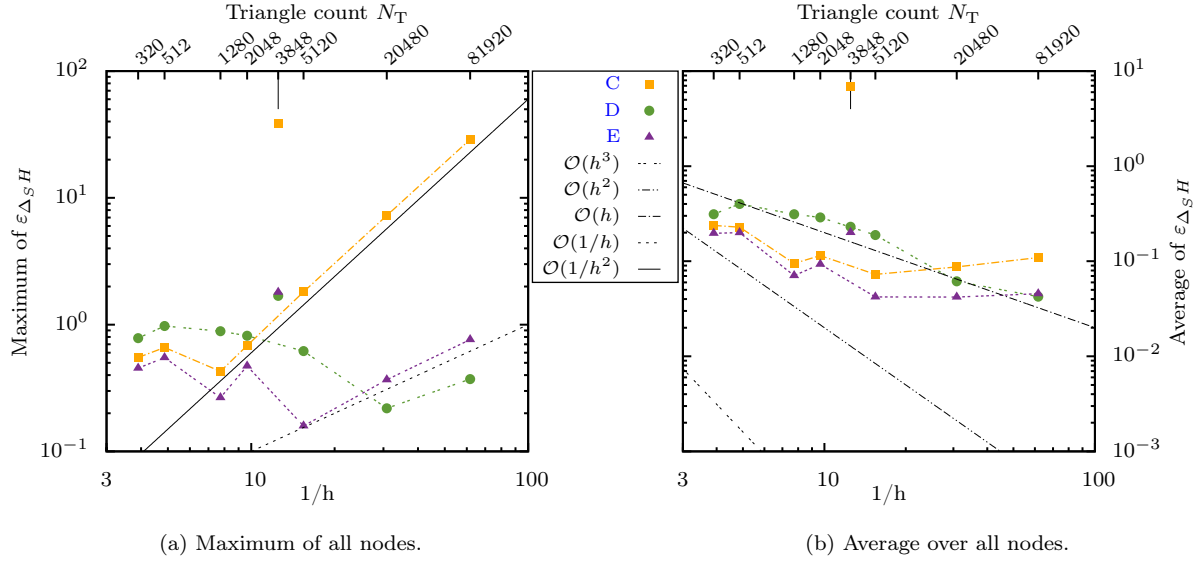 Triangle count N_T
320 512 1280 2048 3848 5120 20480 81920
Maximum of ε_{Δ_S H}
10^2
10^1
10^0
10^{-1}
3 10 100
1/h
(a) Maximum of all nodes.
C
D
E
𝒪(h^3)
𝒪(h^2)
𝒪(h)
𝒪(1/h)
𝒪(1/h^2)
Triangle count N_T
320 512 1280 2048 3848 5120 20480 81920
10^1
10^0
10^{-1}
10^{-2}
10^{-3}
Average of ε_{Δ_S H}
3 10 100
1/h
(b) Average over all nodes.